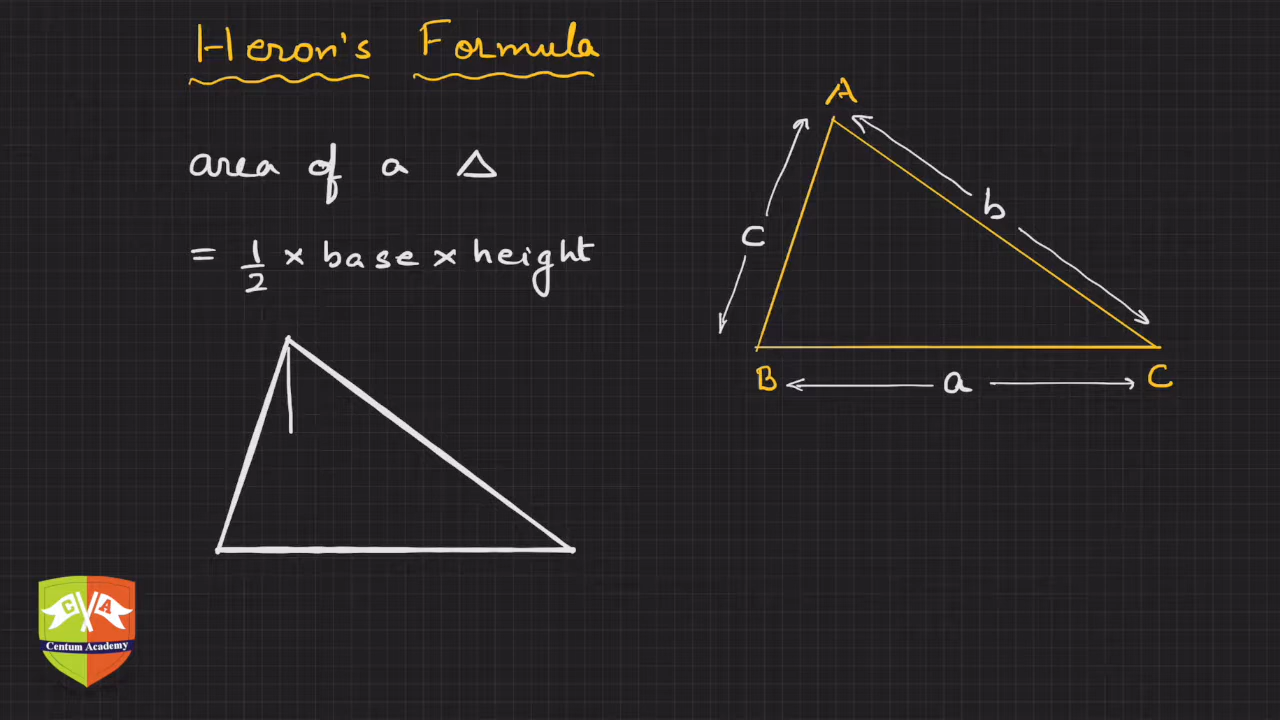 Heron's Formula
area of a Δ
= 1/2 × base × height
A
c
b
B
a
C
C A
Centum Academy